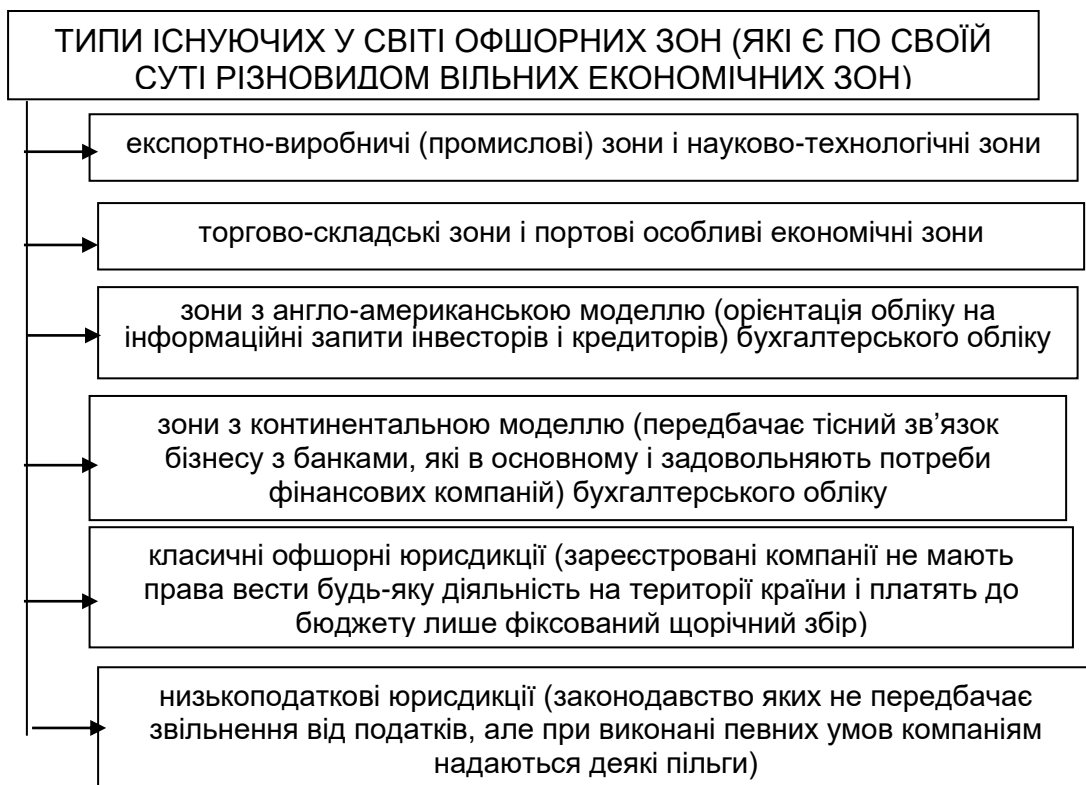 ТИПИ ІСНУЮЧИХ У СВІТІ ОФШОРНИХ ЗОН (ЯКІ Є ПО СВОЇЙ
СУТІ РІЗНОВИДОМ ВІЛЬНИХ ЕКОНОМІЧНИХ ЗОН)
експортно-виробничі (промислові) зони і науково-технологічні зони
торгово-складські зони і портові особливі економічні зони
зони з англо-американською моделлю (орієнтація обліку на
інформаційні запити інвесторів і кредиторів) бухгалтерського обліку
зони з континентальною моделлю (передбачає тісний зв’язок
бізнесу з банками, які в основному і задовольняють потреби
фінансових компаній) бухгалтерського обліку
класичні офшорні юрисдикції (зареєстровані компанії не мають
права вести будь-яку діяльність на території країни і платять до
бюджету лише фіксований щорічний збір)
низькоподаткові юрисдикції (законодавство яких не передбачає
звільнення від податків, але при виконані певних умов компаніям
надаються деякі пільги)